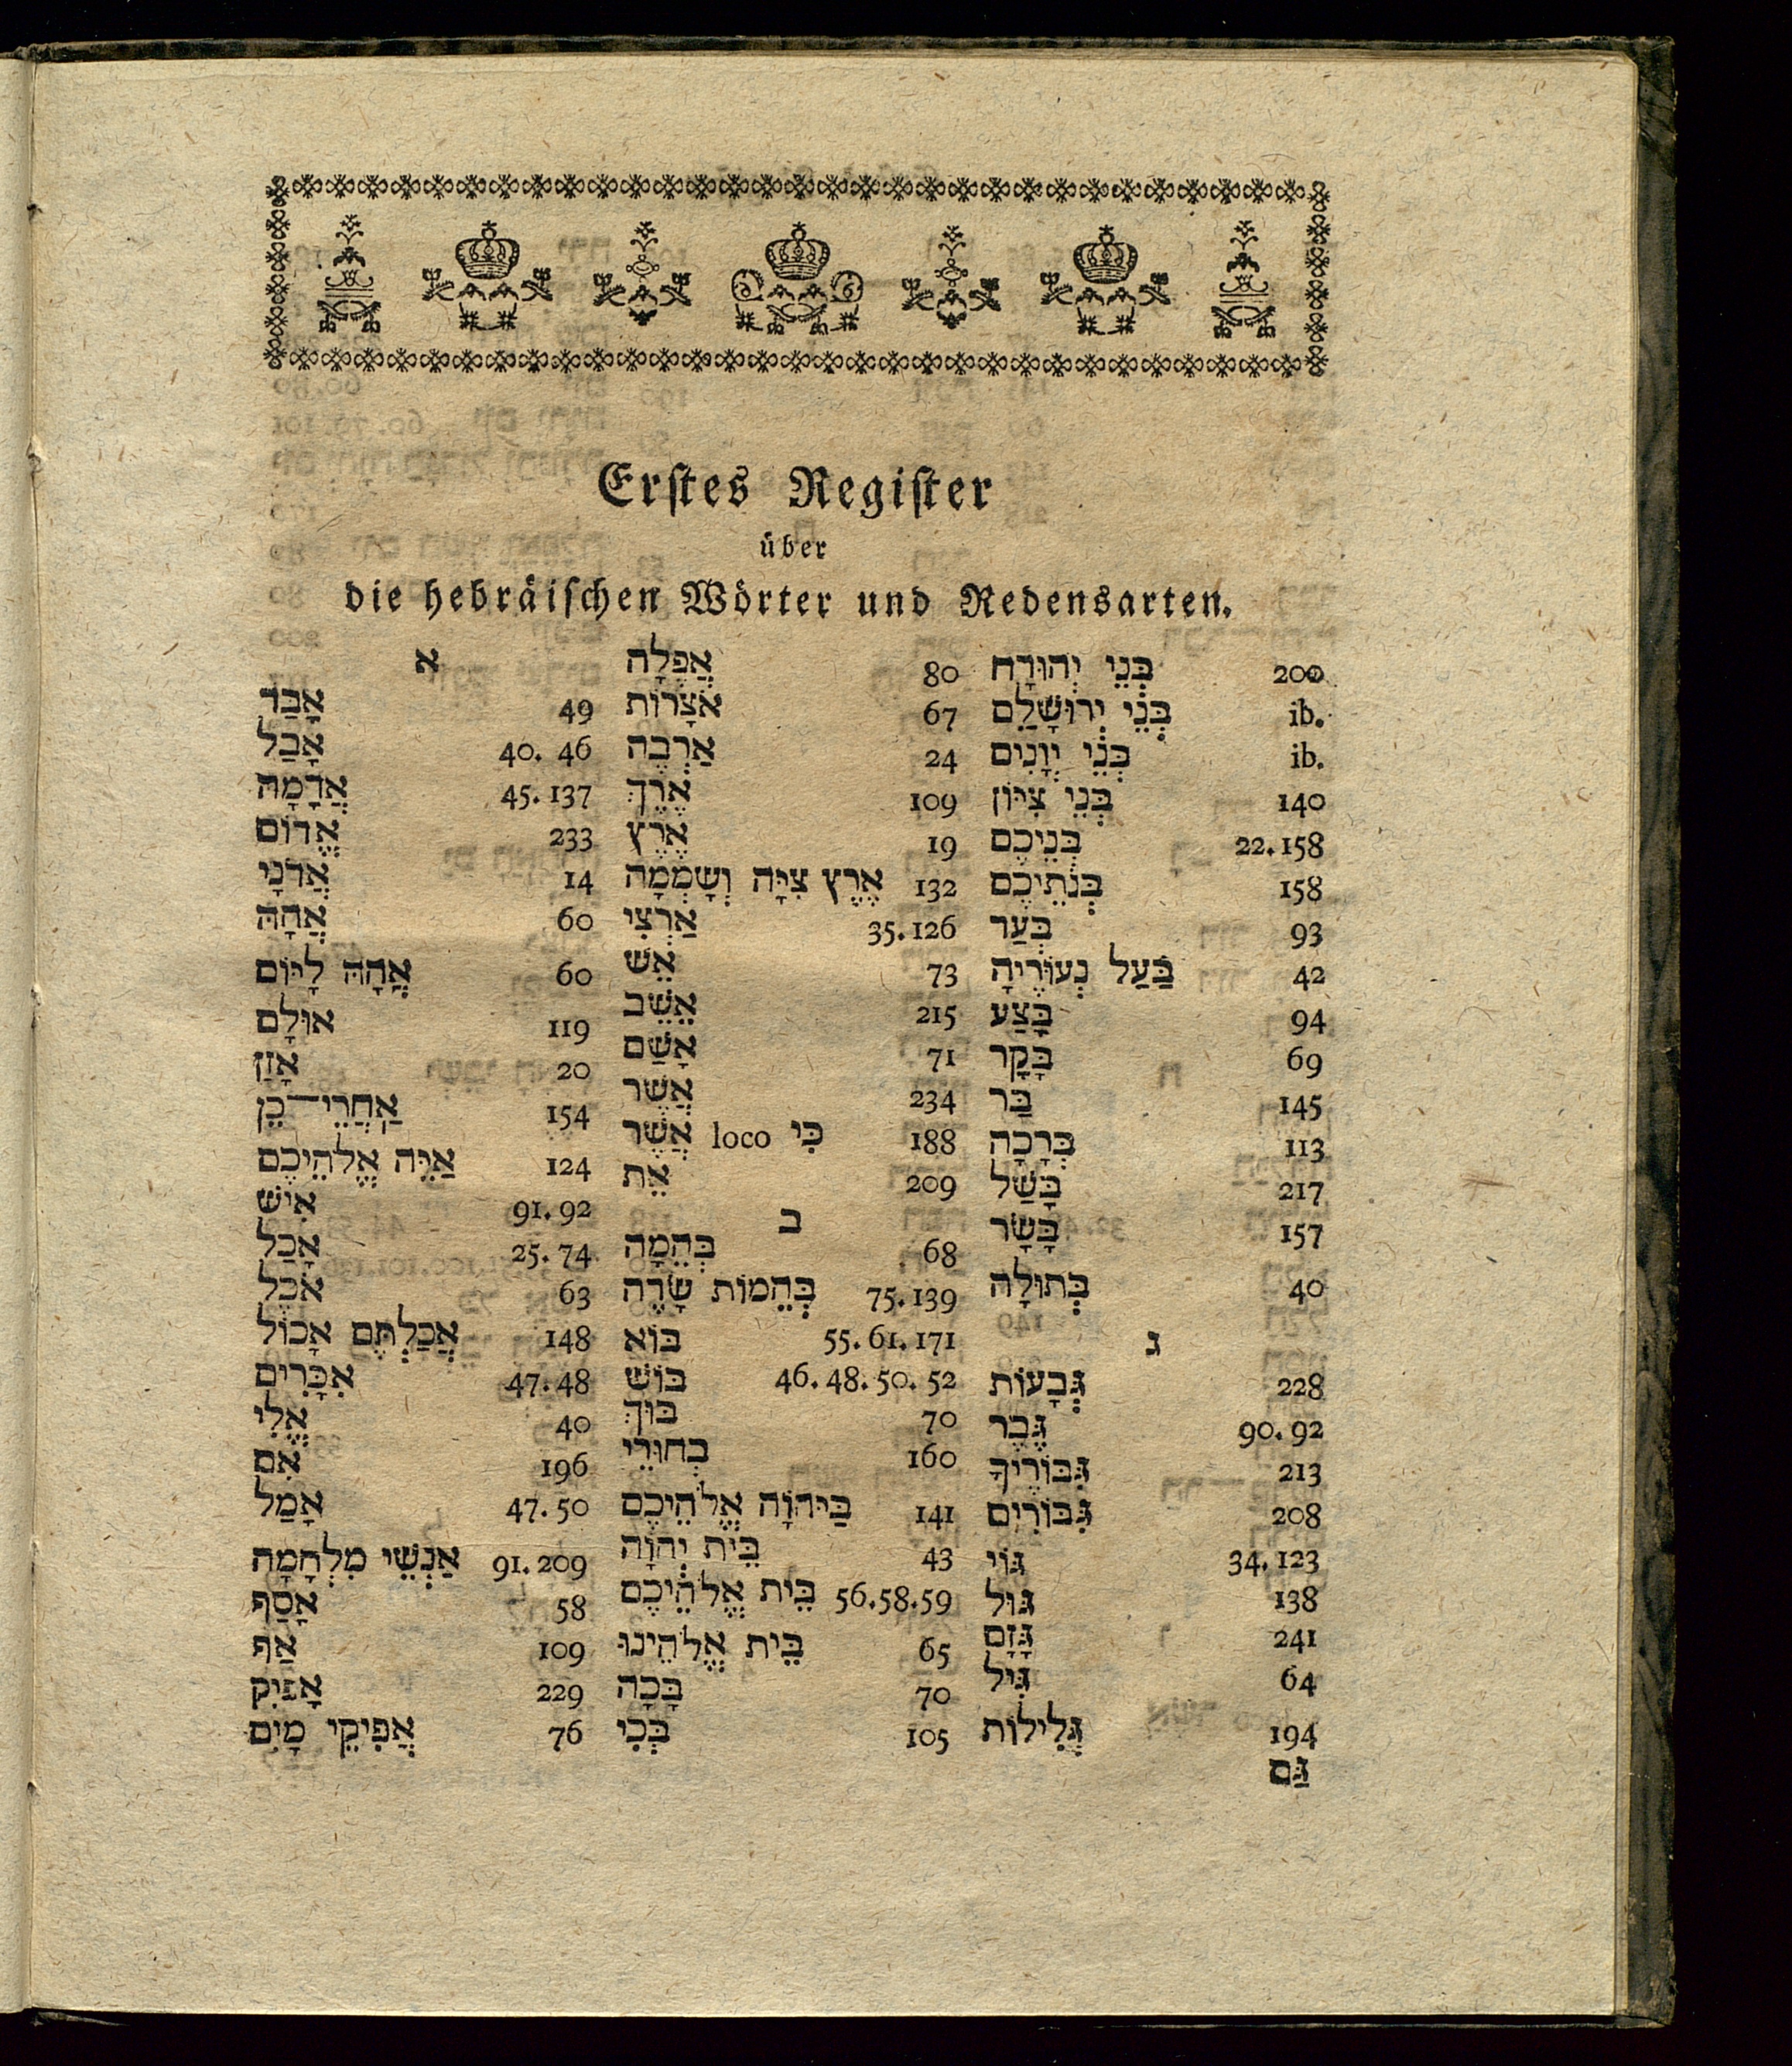 Erſtes Regiſter
über
die hebräiſchen Wörter und Redensarten.
א
אָבַד 49
אָבַל 40. 46
אֲדָמָה 45. 137
אֱדוֹם 233
אֲדֹנָי 14
אֲהָהּ 60
אֲהָהּ לַיּוֹם 60
אוּלָם 119
אָזַן 20
אַחֲרֵי־כֵן 154
אַיֵּה אֱלֹהֵיכֶם 124
אִישׁ 91. 92
אָכַל 25. 74
אֹכֶל 63
אֲכַלְתֶּם אָכוֹל 148
אִכָּרִים 47. 48
אֱלִי 40
אִם 196
אָמַל 47. 50
אַנְשֵׁי מִלְחָמָה 91. 209
אָסַף 58
אַף 109
אָפִיק 229
אֲפִיקֵי מָיִם 76
אֲפֵלָה 80
אֹצָרוֹת 67
אַרְבֶּה 24
אֶרֶךְ 109
אֶרֶץ 19
אֶרֶץ צִיָּה וְשָׁמְמָה 132
אַרְצִי 35. 126
אֵשׁ 73
אֵשֵׁב 215
אָשַׁם 71
אֲשֶׁר 234
אֲשֶׁר loco כִּי 188
אֵת 209
ב
בְּהֵמָה 68
בְּהֵמוֹת שָׂדֶה 75. 139
בּוֹא 55. 61. 171
בּוֹשׁ 46. 48. 50. 52
בּוּךְ 70
בְחוּרֵי 160
בַּיהוָֹה אֱלֹהֵיכֶם 141
בֵּית יְהוָֹה 43
בֵּית אֱלֹהֵיכֶם 56. 58. 59
בֵּית אֱלֹהֵינוּ 65
בָּכָה 70
בְּכִי 105
בְּנֵי יְהוּדָה 200
בְּנֵי יְרוּשָׁלִַם ib.
בְּנֵי יְוָנִים ib.
בְּנֵי צִיּוֹן 140
בְּנֵיכֶם 22. 158
בְּנֹתֵיכֶם 158
בְּעַד 93
בַּעַל נְעוּרֶיהָ 42
בָּצַע 94
בָּקָר 69
בַּר 145
בְּרָכָה 113
בָּשַׁל 217
בָּשָׂר 157
בְּתוּלָה 40
ג
גְּבָעוֹת 228
גֶּבֶר 90. 92
גִּבּוֹרֶיךָ 213
גִּבּוֹרִים 208
גּוֹי 34. 123
גּוּל 138
גָּזָם 241
גִּיל 64
גְּלִילוֹת 194
גַּם